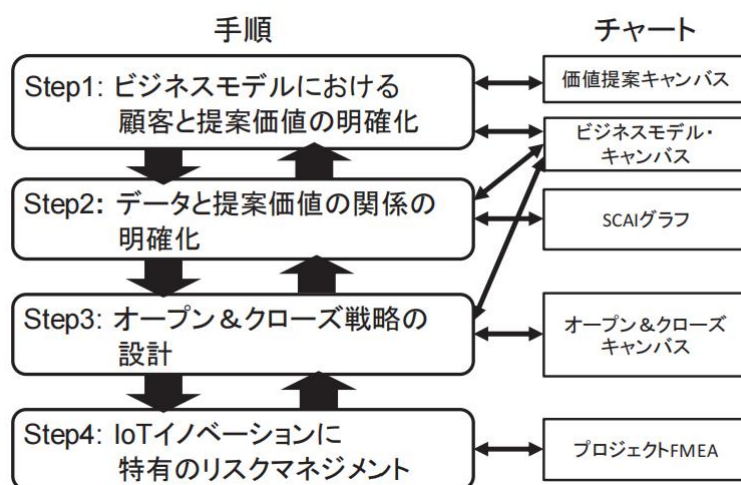 手順
チャート
Step1: ビジネスモデルにおける
顧客と提案価値の明確化
価値提案キャンバス
ビジネスモデル・
キャンバス
Step2: データと提案価値の関係の
明確化
SCAIグラフ
Step3: オープン＆クローズ戦略の
設計
オープン＆クローズ
キャンバス
Step4: IoTイノベーションに
特有のリスクマネジメント
プロジェクトFMEA